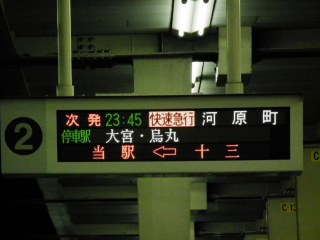 2
次発 23:45 快速急行 河原町
停車駅 大宮・烏丸
当駅 ⇦ 十三